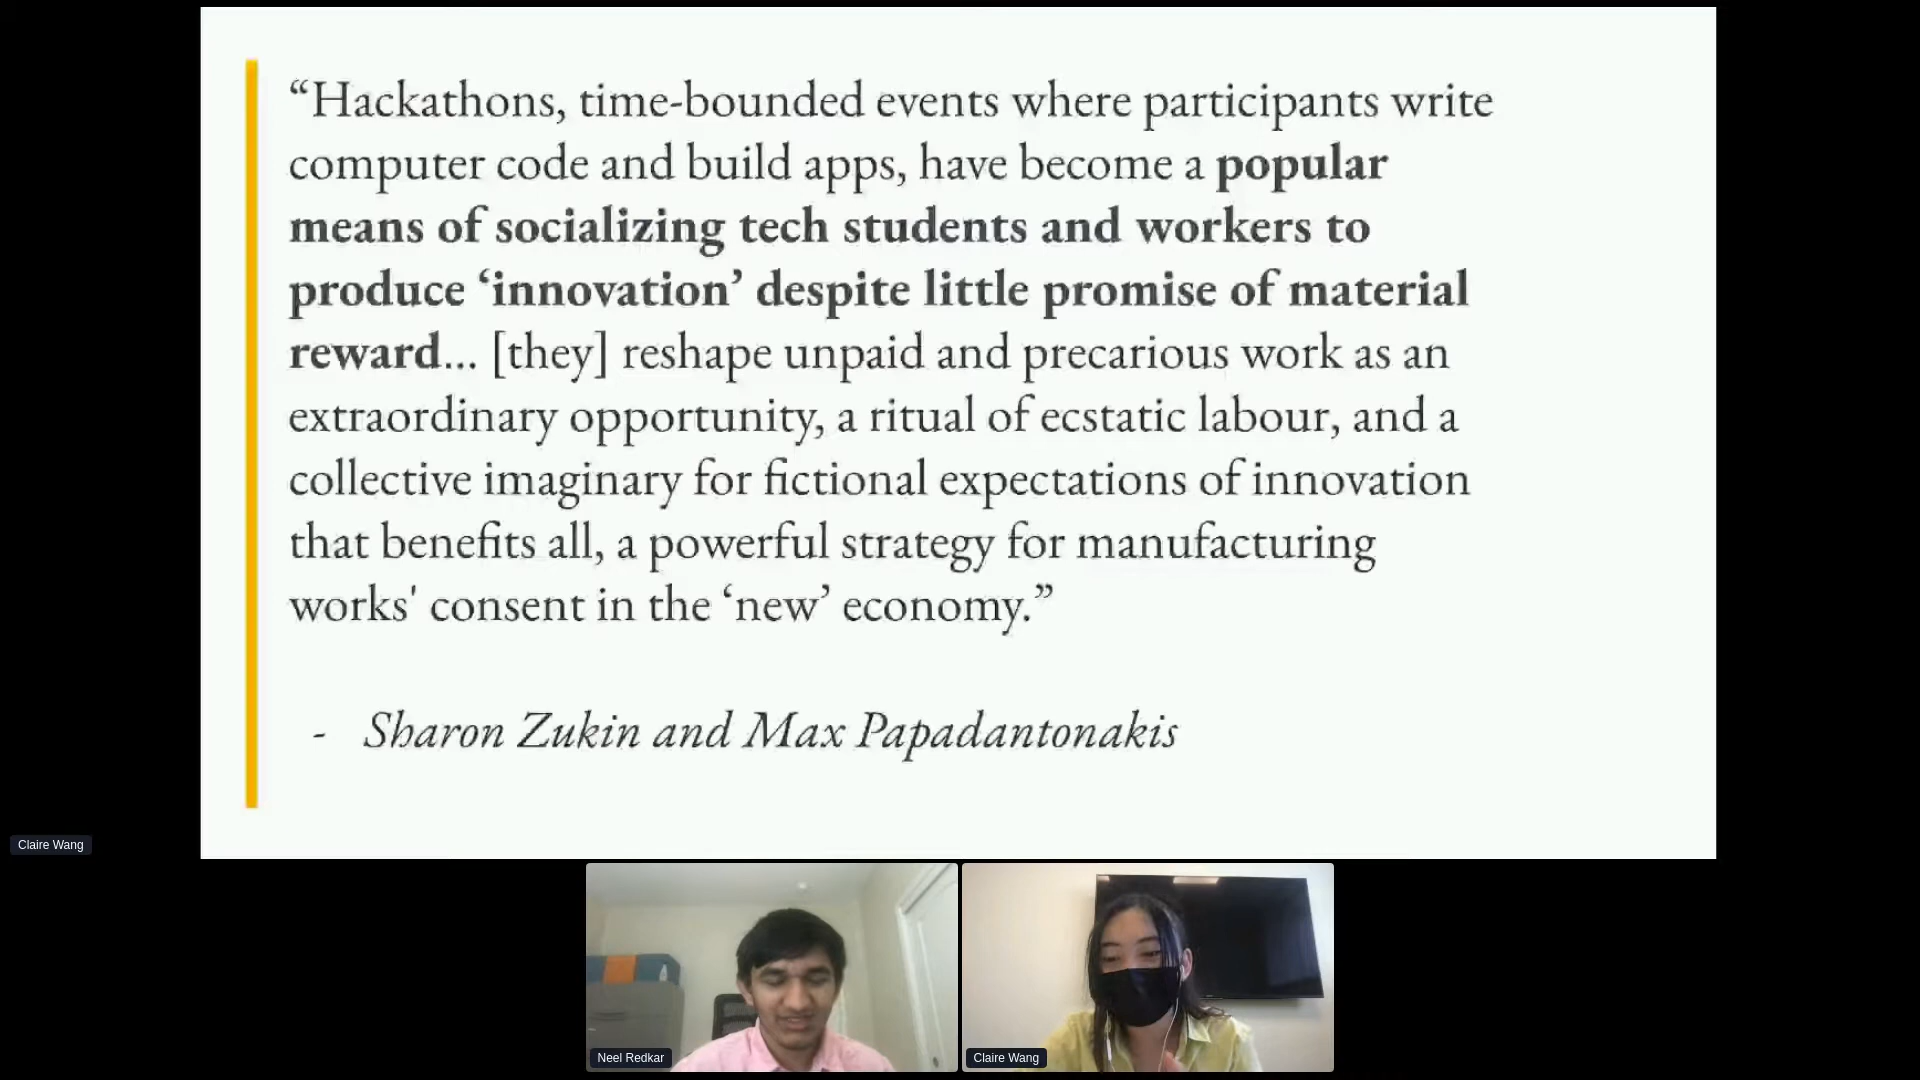 “Hackathons, time-bounded events where participants write
computer code and build apps, have become a popular
means of socializing tech students and workers to
produce ‘innovation’ despite little promise of material
reward... [they] reshape unpaid and precarious work as an
extraordinary opportunity, a ritual of ecstatic labour, and a
collective imaginary for fictional expectations of innovation
that benefits all, a powerful strategy for manufacturing
works' consent in the ‘new’ economy.”
- Sharon Zukin and Max Papadantonakis
Claire Wang
Neel Redkar
Claire Wang